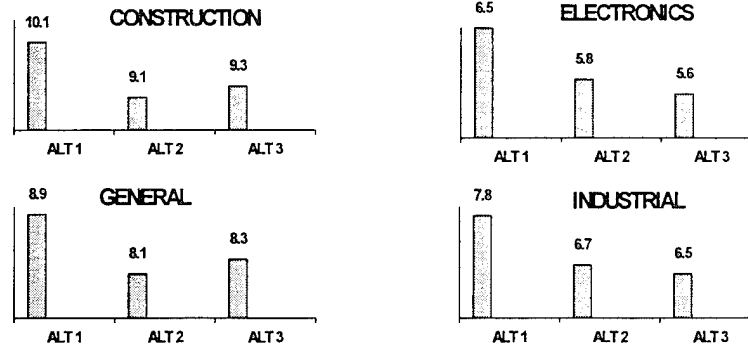 CONSTRUCTION
10.1
9.1
9.3
ALT 1 ALT 2 ALT 3
ELECTRONICS
6.5
5.8
5.6
ALT 1 ALT 2 ALT 3
GENERAL
8.9
8.1
8.3
ALT 1 ALT 2 ALT 3
INDUSTRIAL
7.8
6.7
6.5
ALT 1 ALT 2 ALT 3